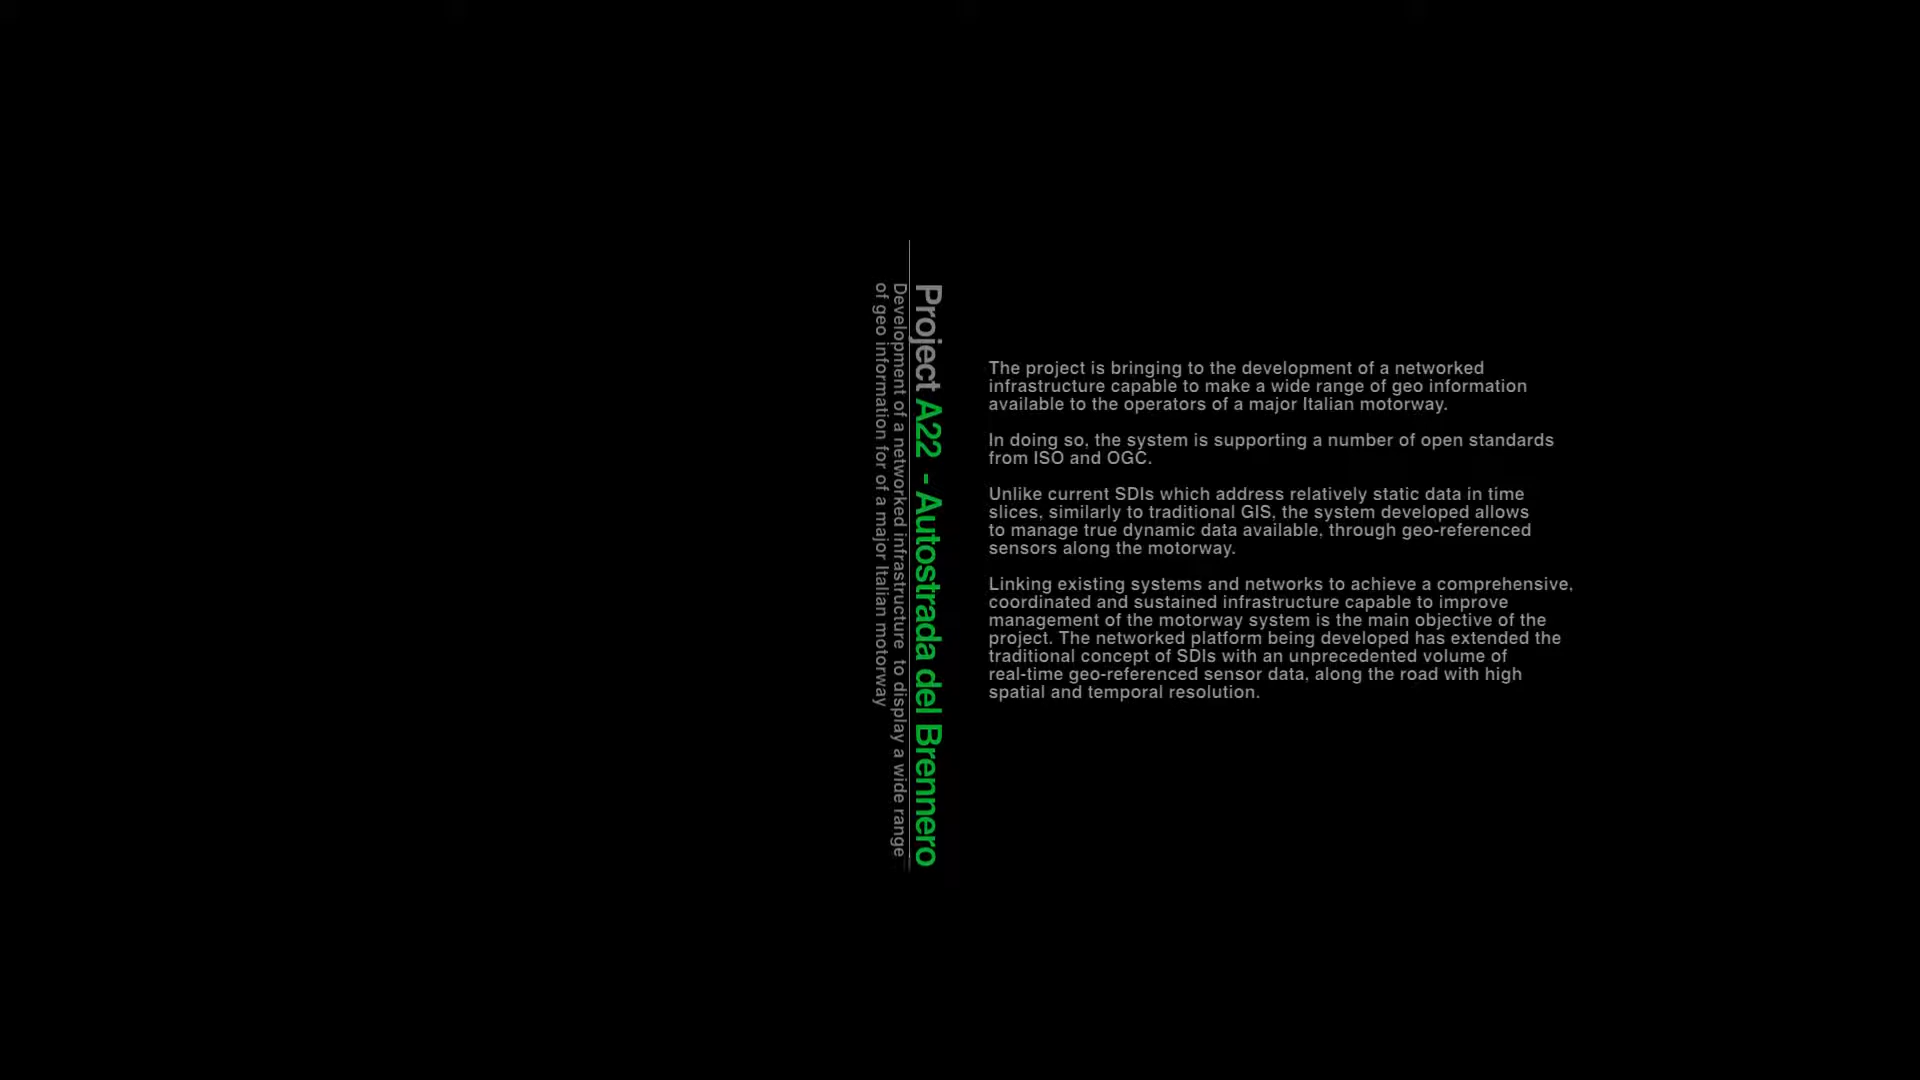 Project A22 - Autostrada del Brennero
Development of a networked infrastructure to display a wide range
of geo information for of a major Italian motorway
The project is bringing to the development of a networked
infrastructure capable to make a wide range of geo information
available to the operators of a major Italian motorway.
In doing so, the system is supporting a number of open standards
from ISO and OGC.
Unlike current SDIs which address relatively static data in time
slices, similarly to traditional GIS, the system developed allows
to manage true dynamic data available, through geo-referenced
sensors along the motorway.
Linking existing systems and networks to achieve a comprehensive,
coordinated and sustained infrastructure capable to improve
management of the motorway system is the main objective of the
project. The networked platform being developed has extended the
traditional concept of SDIs with an unprecedented volume of
real-time geo-referenced sensor data, along the road with high
spatial and temporal resolution.